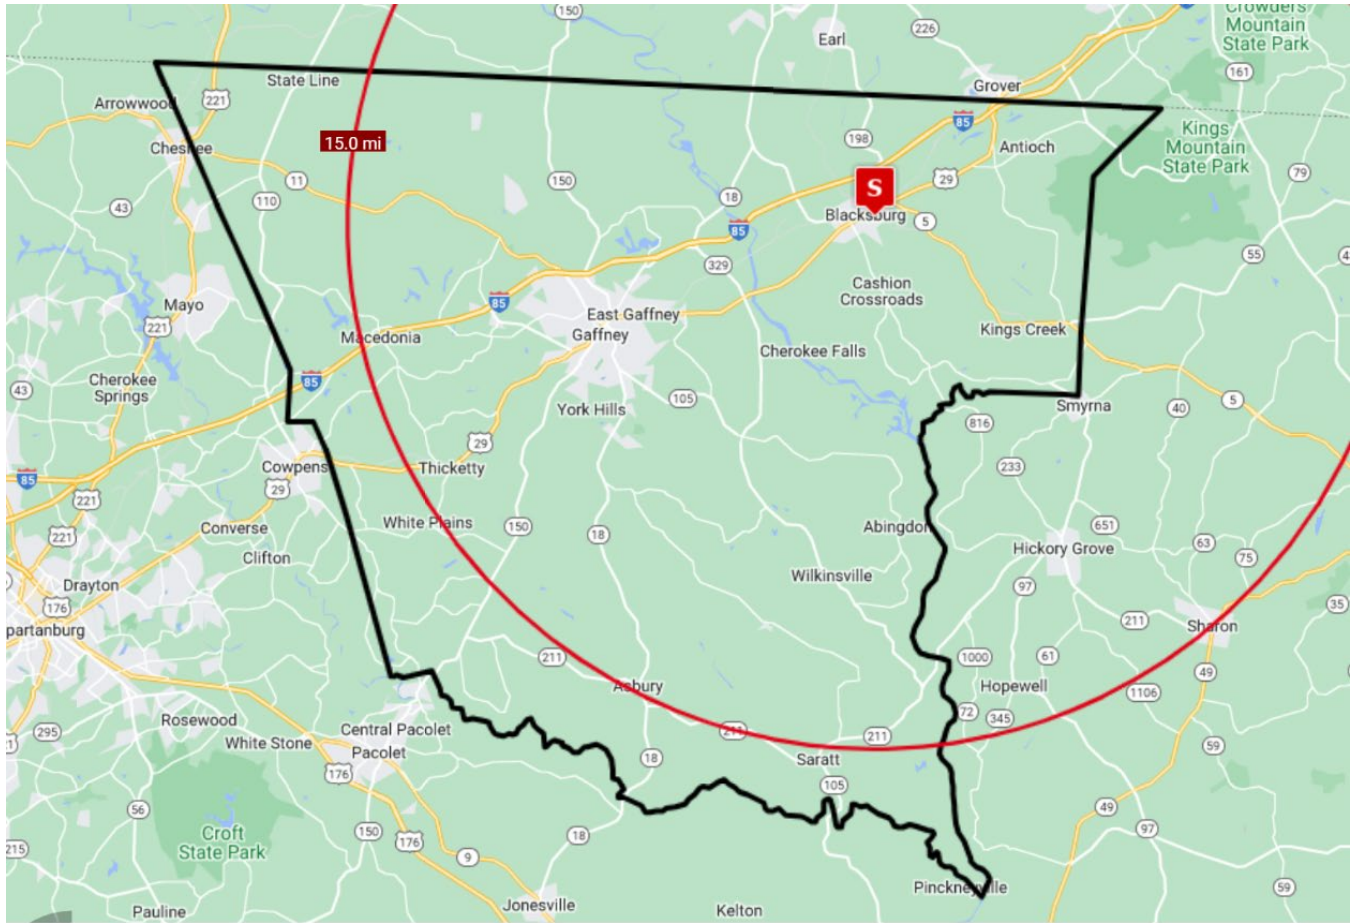 150
Earl
226
Crowders
Mountain
State Park
State Line
Arrowwood
221
Grover
161
85
Chesnee
15.0 mi
198
Antioch
Kings
Mountain
State Park
11
150
18
S
29
79
43
110
Blacksburg
5
85
329
55
Mayo
221
85
Cashion
Crossroads
East Gaffney
Gaffney
Macedonia
Kings Creek
Cherokee Falls
Cherokee
Springs
43
85
York Hills
105
Smyrna
40
5
816
29
Cowpens
Thicketty
233
85
29
221
White Plains
150
18
Converse
Abingdon
651
63
75
221
Clifton
Hickory Grove
Drayton
176
Wilkinsville
97
35
211
Sharon
211
1000
61
49
Asbury
Hopewell
1106
Rosewood
295
Central Pacolet
White Stone
Pacolet
211
211
72
345
59
18
Saratt
176
105
56
Croft
State Park
150
176
18
49
97
215
9
Pinckneyville
59
Jonesville
Pauline
Kelton